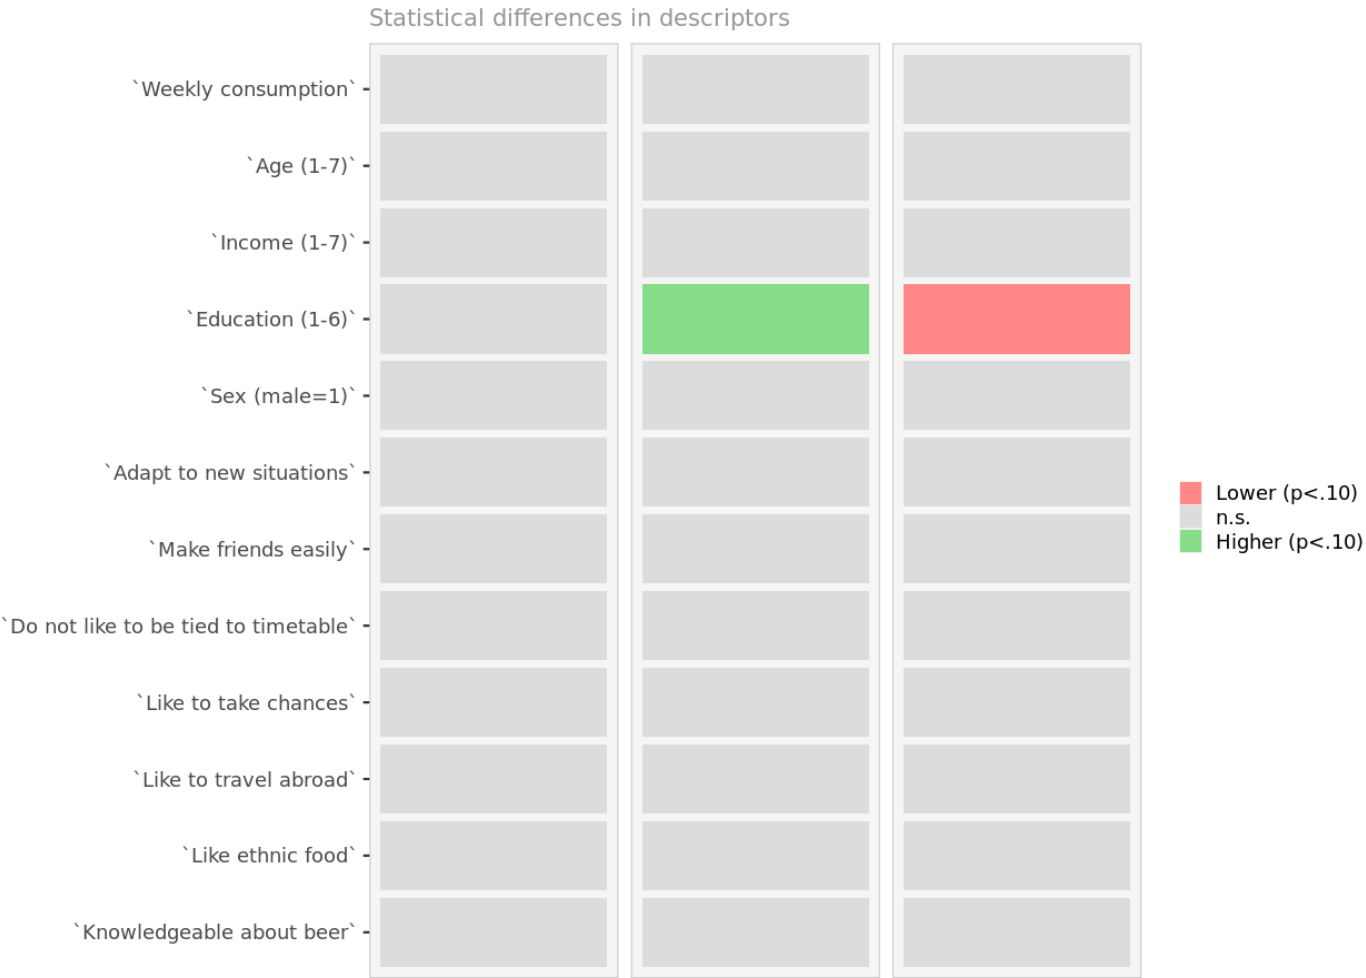 Statistical differences in descriptors
`Weekly consumption`
`Age (1-7)`
`Income (1-7)`
`Education (1-6)`
`Sex (male=1)`
`Adapt to new situations`
`Make friends easily`
`Do not like to be tied to timetable`
`Like to take chances`
`Like to travel abroad`
`Like ethnic food`
`Knowledgeable about beer`
Lower (p<.10)
n.s.
Higher (p<.10)